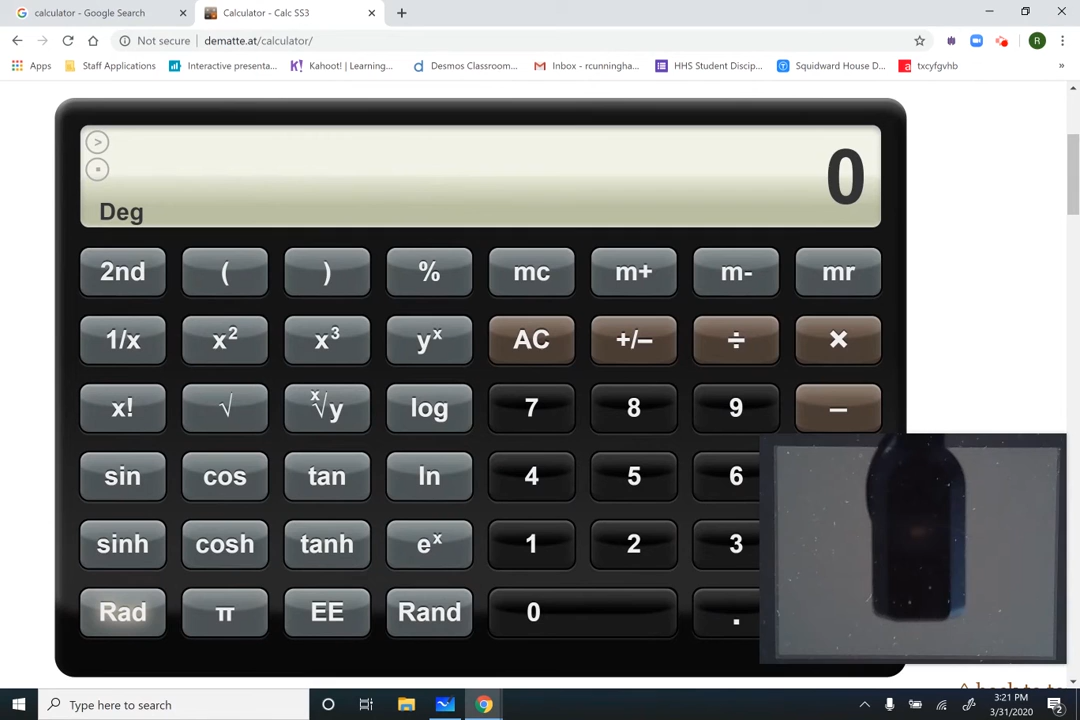 calculator - Google Search
Calculator - Calc SS3
Not secure | dematte.at/calculator/
R
Apps Staff Applications Interactive presenta... Kahoot! | Learning... Desmos Classroom... Inbox - rcunningha... HHS Student Discip... Squidward House D... txcyfgvhb »
>
0
Deg
2nd ( ) % mc m+ m- mr
1/x x² x³ yˣ AC +/– ÷ ×
x! √ ˣ√y log 7 8 9 –
sin cos tan ln 4 5 6
sinh cosh tanh eˣ 1 2 3
Rad π EE Rand 0 .
Type here to search
3:21 PM
3/31/2020
2